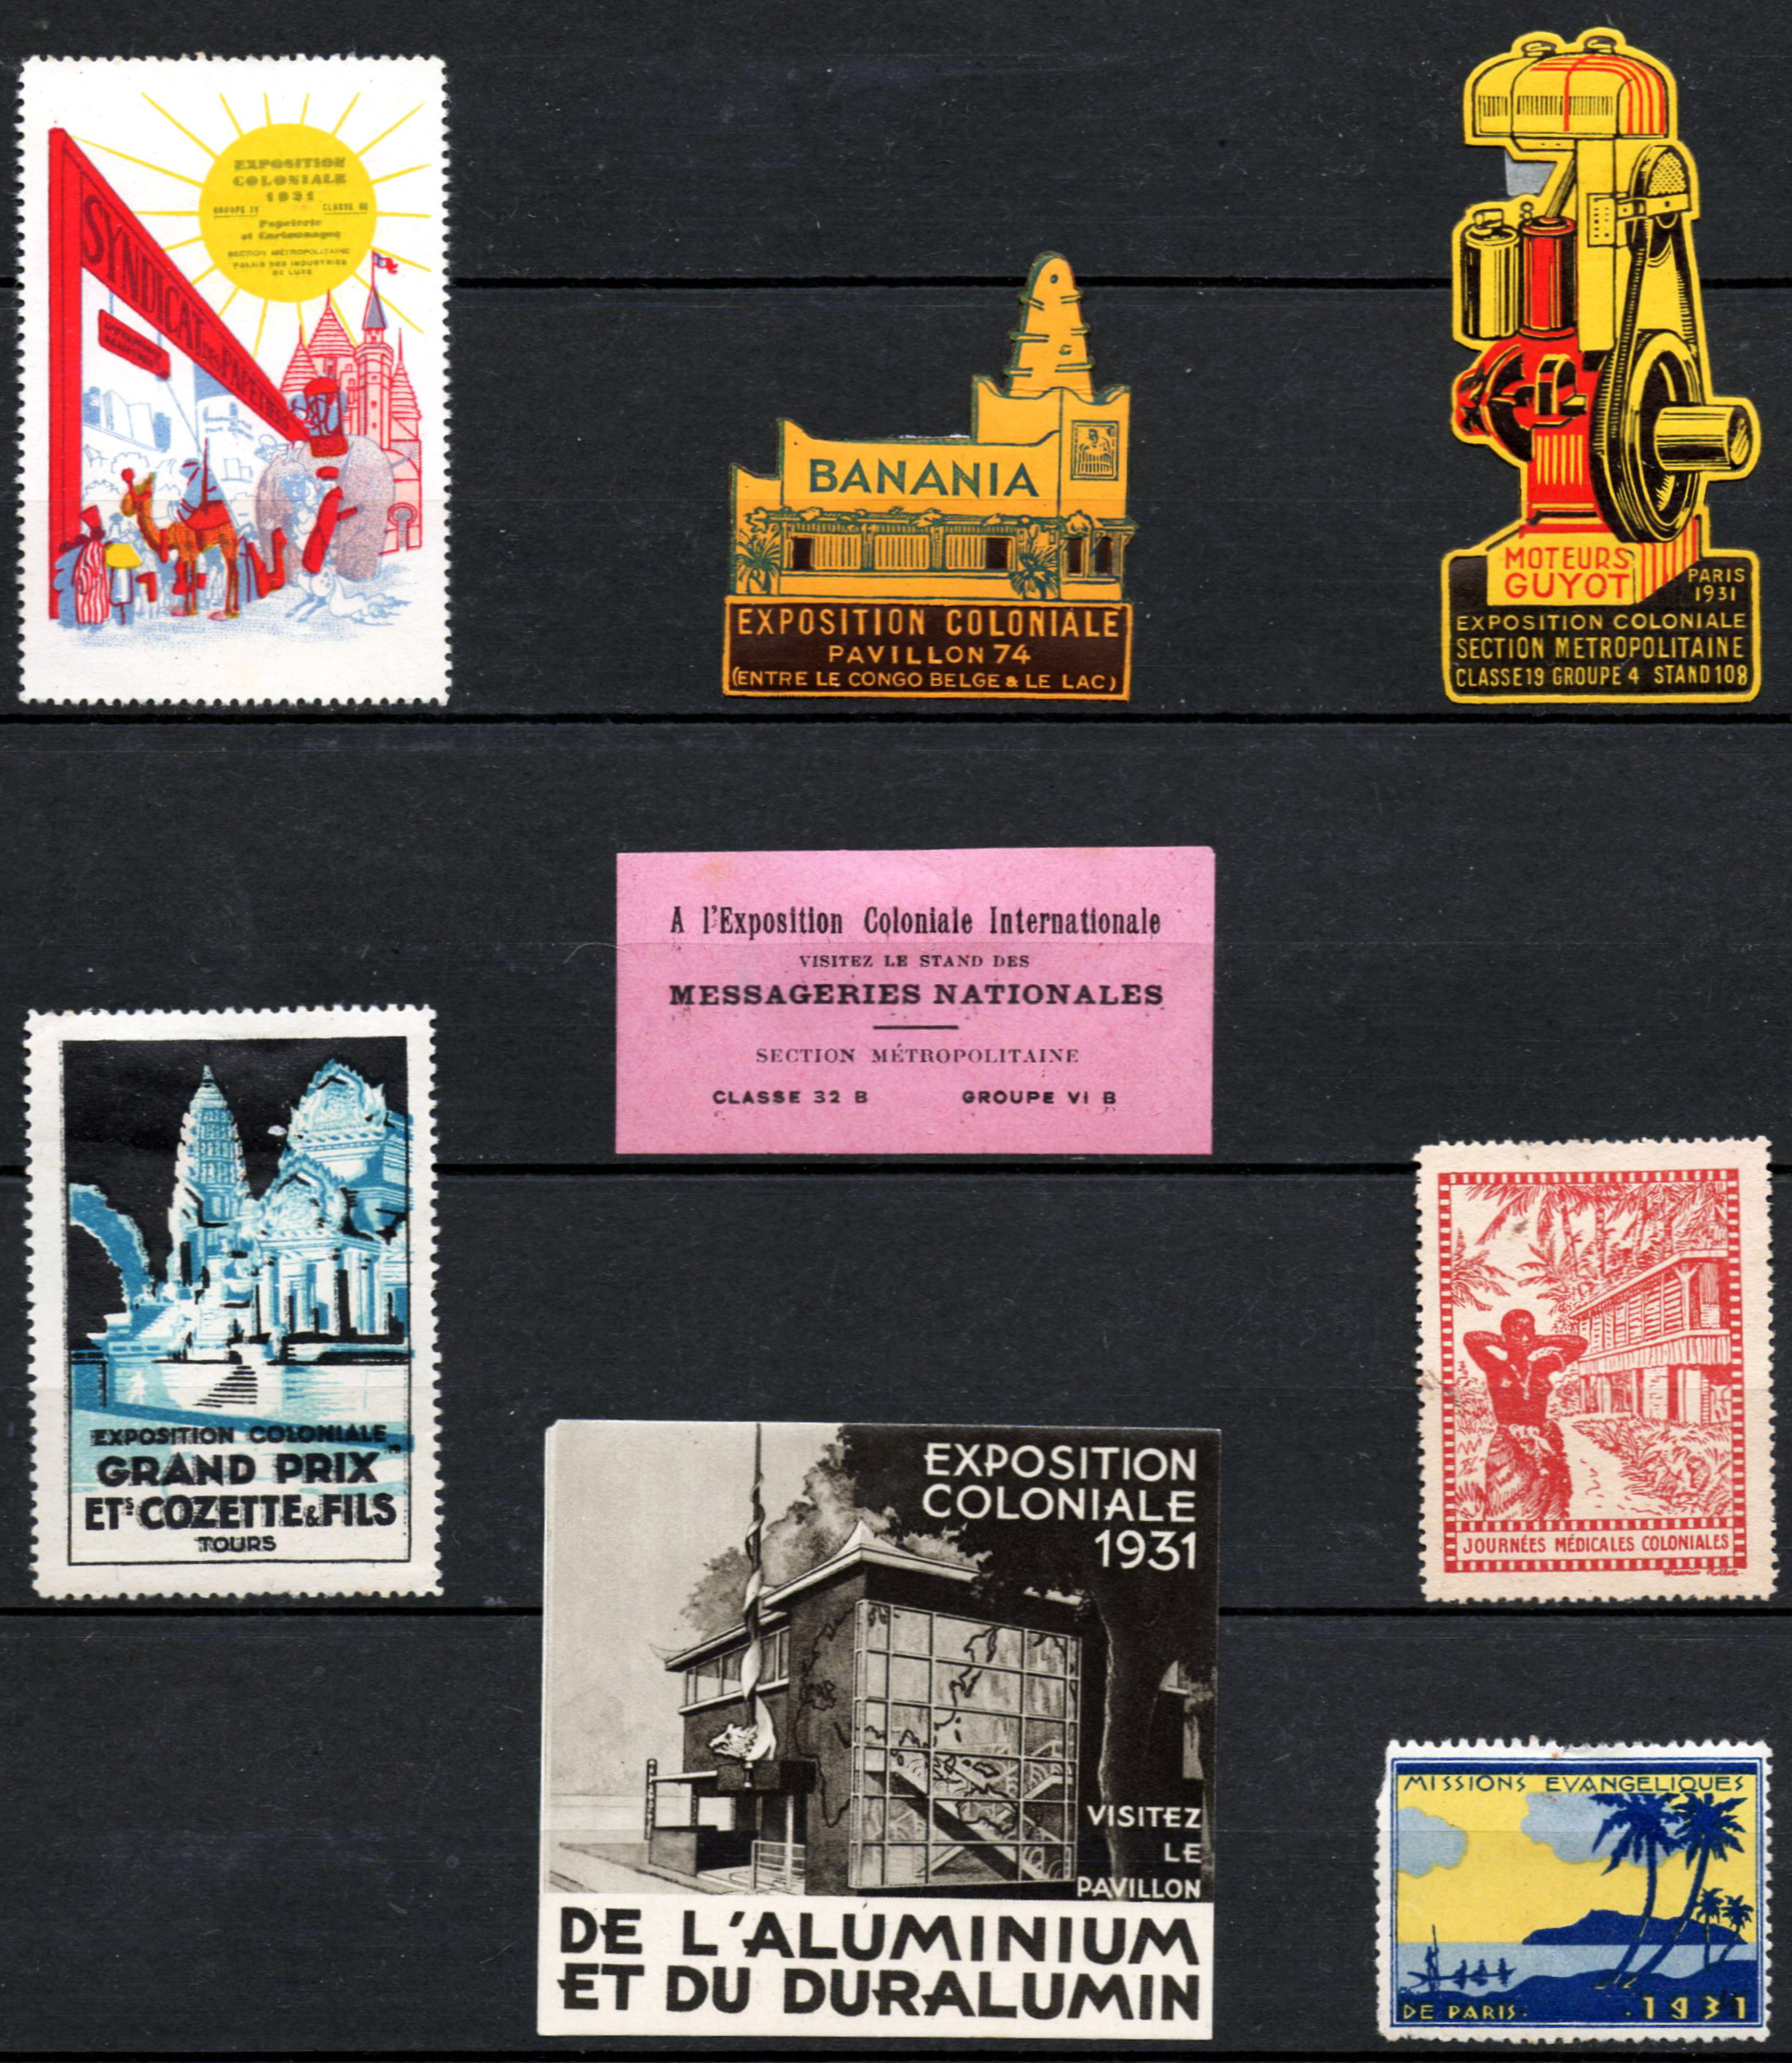 EXPOSITION
COLONIALE
1931
GROUPE IV CLASSE
Papeterie
et Cartonnages
SECTION MÉTROPOLITAINE
PALAIS DES INDUSTRIES
DE LUXE
SYNDICAT DES PAPETIERS
BANANIA
EXPOSITION COLONIALE
PAVILLON 74
(ENTRE LE CONGO BELGE & LE LAC)
MOTEURS
GUYOT
PARIS
1931
EXPOSITION COLONIALE
SECTION METROPOLITAINE
CLASSE 19 GROUPE 4 STAND 108
A l'Exposition Coloniale Internationale
VISITEZ LE STAND DES
MESSAGERIES NATIONALES
SECTION MÉTROPOLITAINE
CLASSE 32 B GROUPE VI B
EXPOSITION COLONIALE
GRAND PRIX
ETS COZETTE & FILS
TOURS
JOURNÉES MÉDICALES COLONIALES
EXPOSITION
COLONIALE
1931
VISITEZ
LE
PAVILLON
DE L'ALUMINIUM
ET DU DURALUMIN
MISSIONS EVANGELIQUES
DE PARIS. .1931